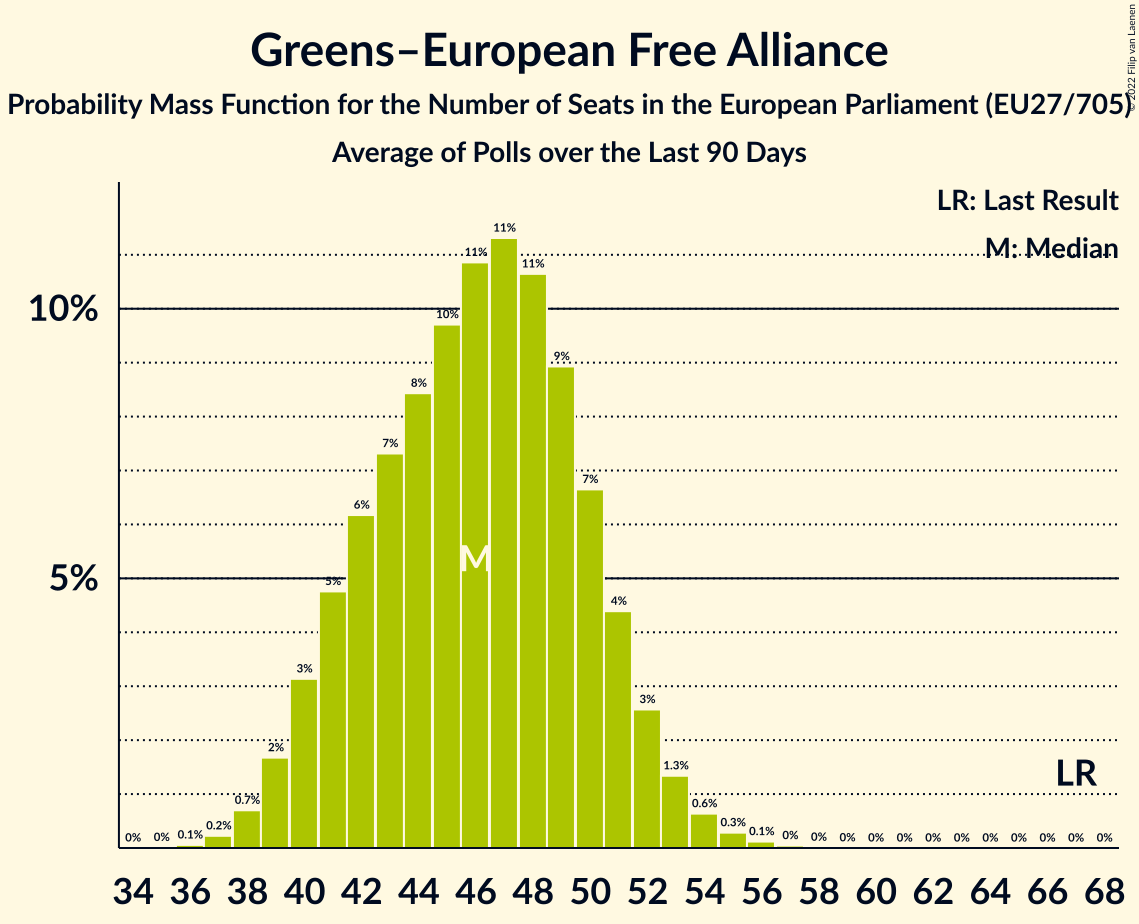 Greens–European Free Alliance
Probability Mass Function for the Number of Seats in the European Parliament (EU27/705)
Average of Polls over the Last 90 Days
© 2022 Filip van Laenen
LR: Last Result
M: Median
10%
5%
0% 0% 0.1% 0.2% 0.7% 2% 3% 5% 6% 7% 8% 10% 11% 11% 11% 9% 7% 4% 3% 1.3% 0.6% 0.3% 0.1% 0% 0% 0% 0% 0% 0% 0% 0% 0% 0% 0% 0%
M
LR
34 36 38 40 42 44 46 48 50 52 54 56 58 60 62 64 66 68